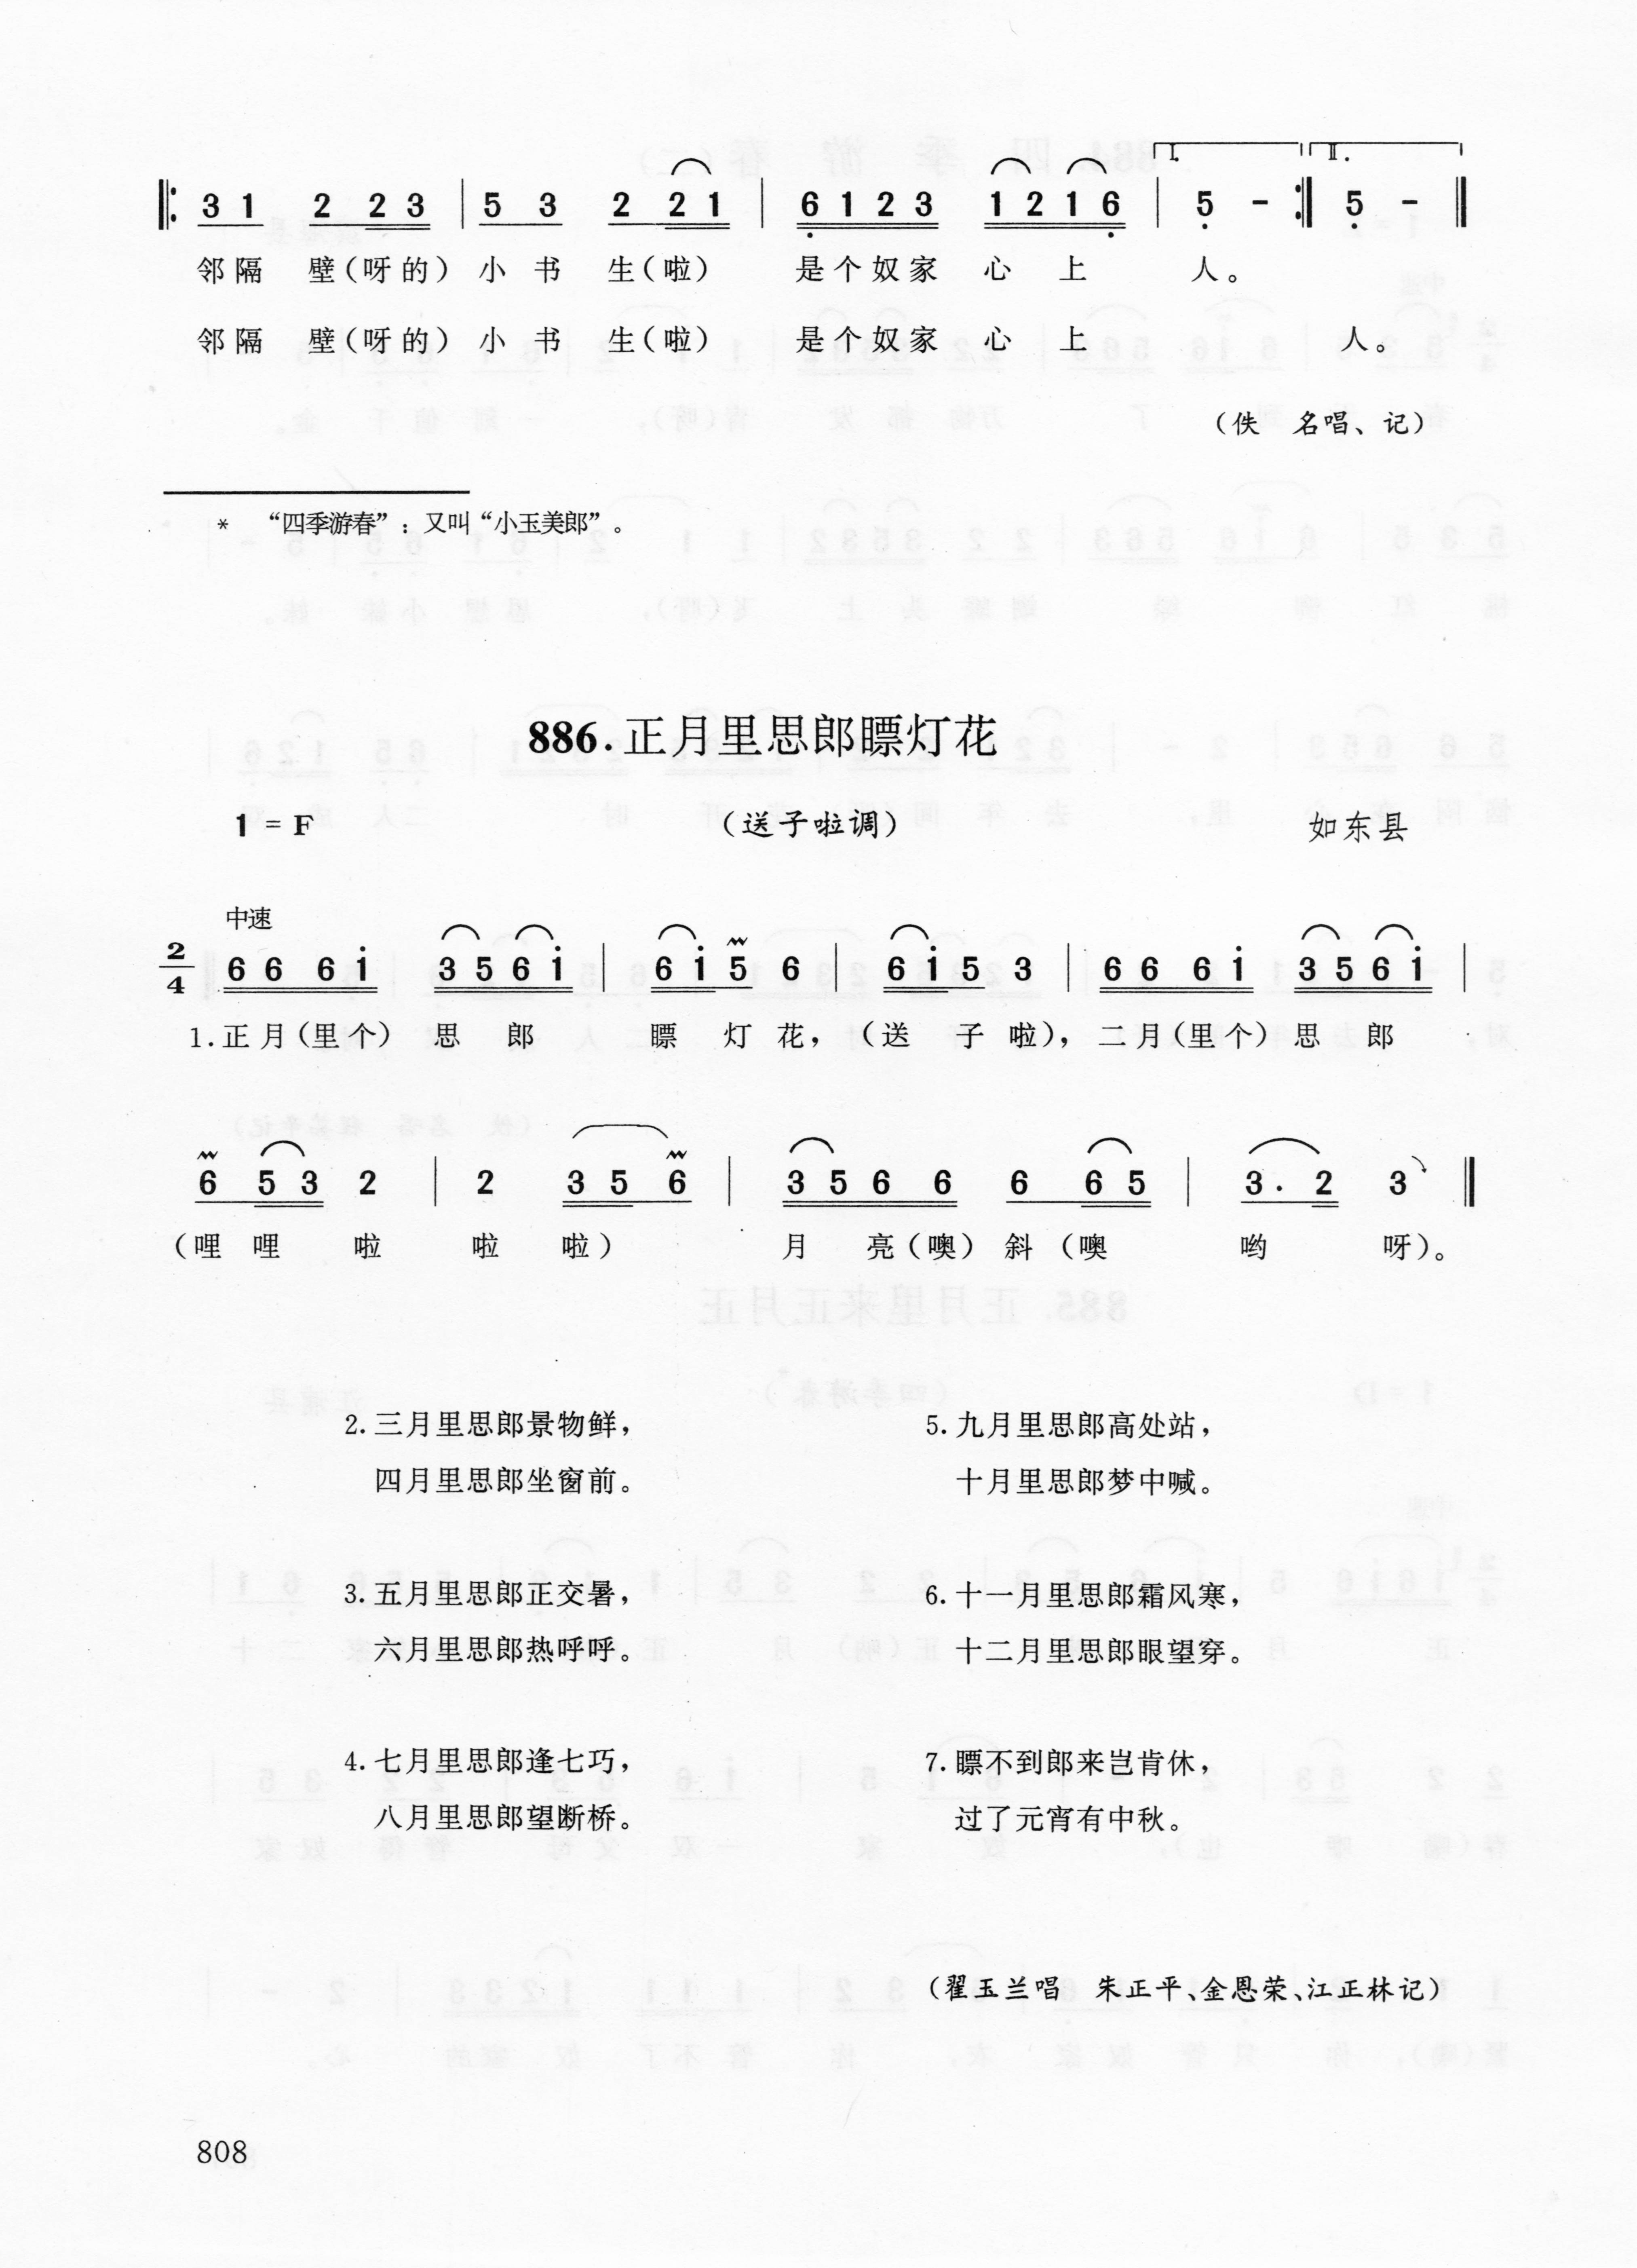 I. II.
3 1 2 2 3 | 5 3 2 2 1 | 6 1 2 3 1 2 1 6 | 5 - :‖ 5 - ‖
邻隔 壁(呀的) 小 书 生(啦) 是个奴家 心 上 人。
邻隔 壁(呀的) 小 书 生(啦) 是个奴家 心 上 人。
(佚 名唱、记)
* “四季游春”：又叫“小玉美郎”。
886.正月里思郎瞟灯花
1 = F (送子啦调) 如东县
中速
2/4 6 6 6 i 3 5 6 i | 6 i 5 6 | 6 i 5 3 | 6 6 6 i 3 5 6 i |
1.正月(里个) 思 郎 瞟 灯 花， (送 子 啦)， 二月(里个) 思 郎
6 5 3 2 | 2 3 5 6 | 3 5 6 6 6 6 5 | 3 . 2 3 ‖
(哩 哩 啦 啦 啦) 月 亮(噢) 斜 (噢 哟 呀)。
2.三月里思郎景物鲜，
四月里思郎坐窗前。
3.五月里思郎正交暑，
六月里思郎热呼呼。
4.七月里思郎逢七巧，
八月里思郎望断桥。
5.九月里思郎高处站，
十月里思郎梦中喊。
6.十一月里思郎霜风寒，
十二月里思郎眼望穿。
7.瞟不到郎来岂肯休，
过了元宵有中秋。
(翟玉兰唱 朱正平、金恩荣、江正林记)
808